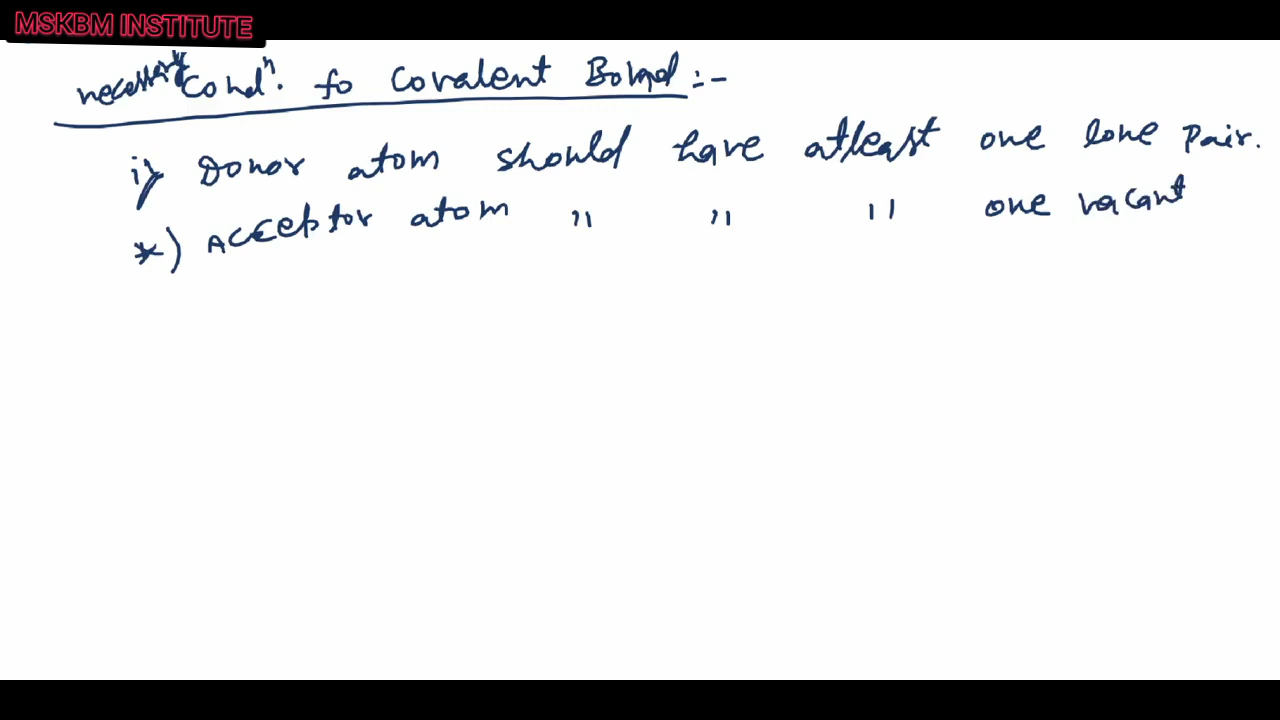 MSKBM INSTITUTE
necessary Condⁿ. fo Covalent Bond :-
i) Donor atom should have atleast one lone Pair.
*) Acceptor atom " " " one vacant